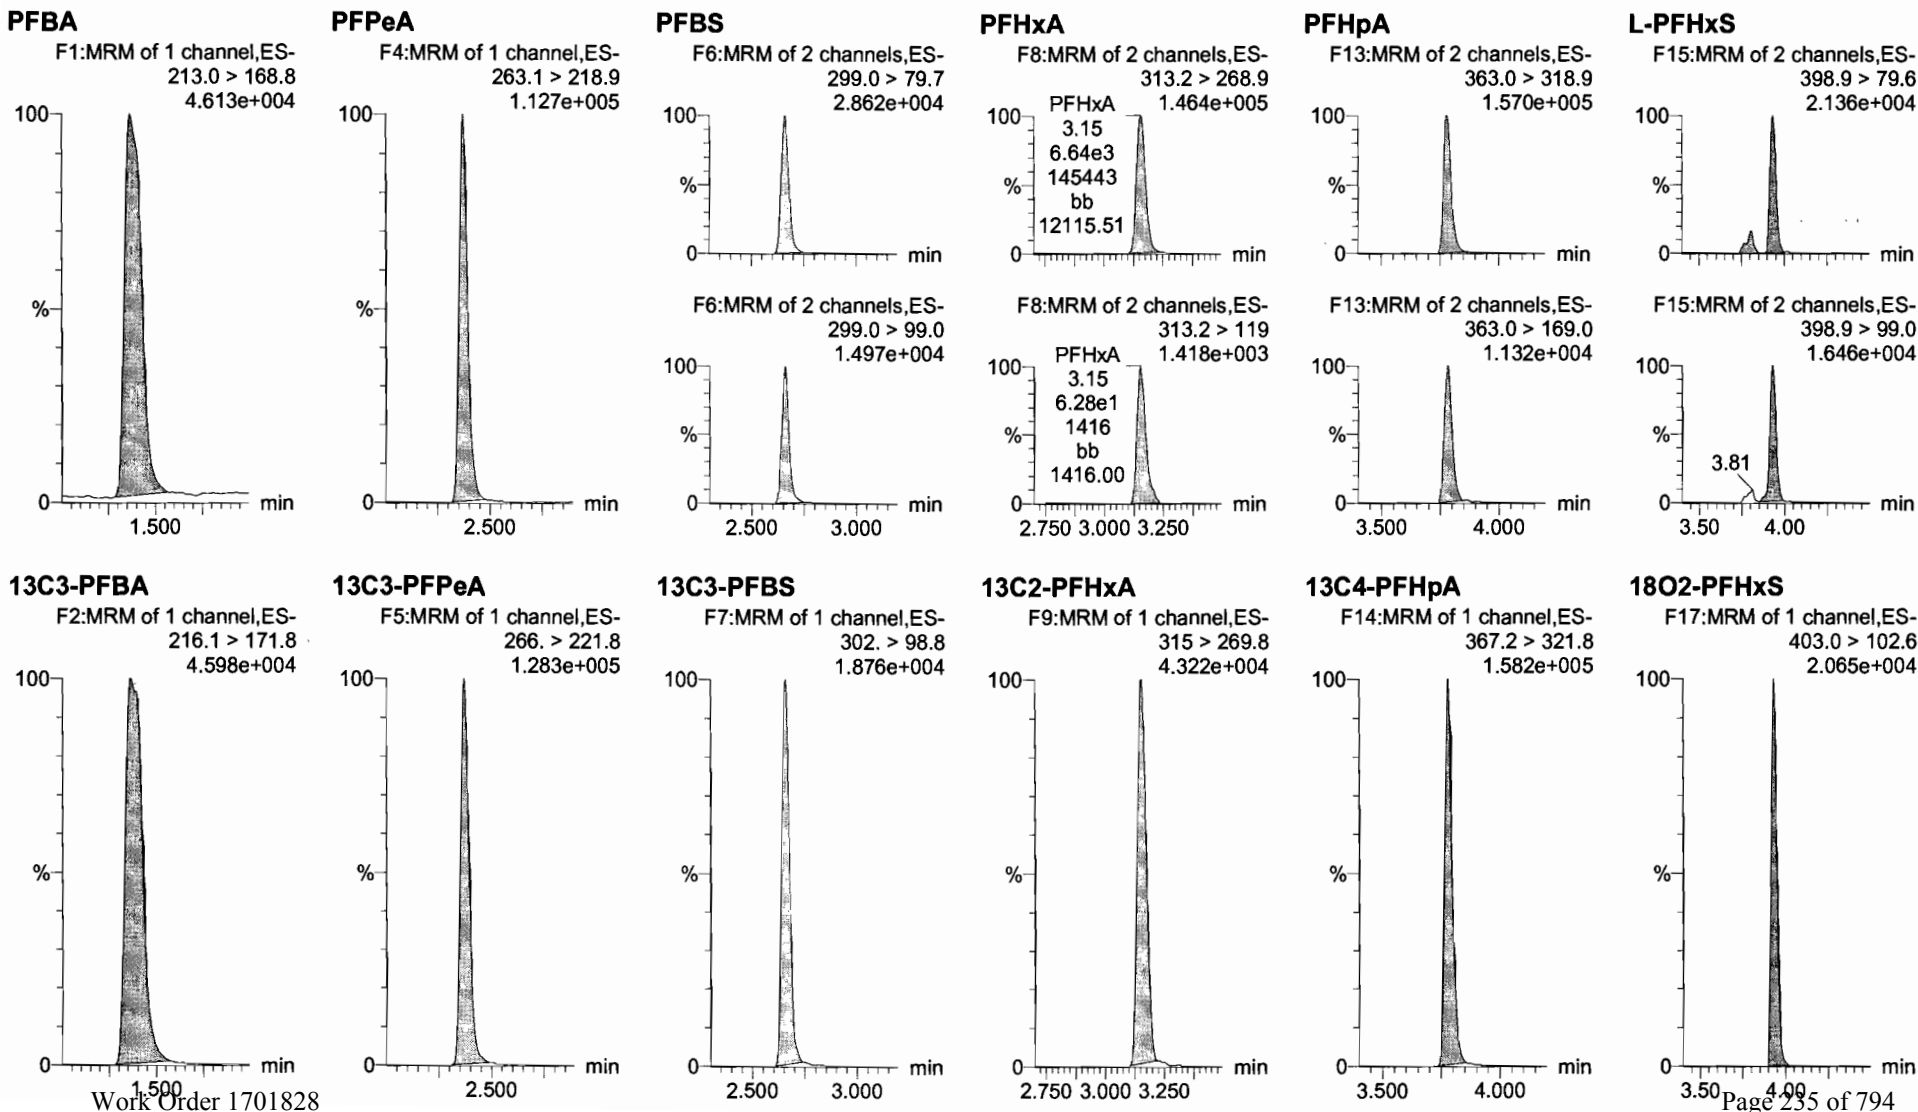 PFBA
F1:MRM of 1 channel,ES-
213.0 > 168.8
4.613e+004
100
%
0
min
1.500
PFPeA
F4:MRM of 1 channel,ES-
263.1 > 218.9
1.127e+005
100
%
0
min
2.500
PFBS
F6:MRM of 2 channels,ES-
299.0 > 79.7
2.862e+004
100
%
0
min
F6:MRM of 2 channels,ES-
299.0 > 99.0
1.497e+004
100
%
0
min
2.500 3.000
PFHxA
F8:MRM of 2 channels,ES-
313.2 > 268.9
1.464e+005
PFHxA
3.15
6.64e3
145443
bb
12115.51
100
%
0
min
F8:MRM of 2 channels,ES-
313.2 > 119
1.418e+003
PFHxA
3.15
6.28e1
1416
bb
1416.00
100
%
0
min
2.750 3.000 3.250
PFHpA
F13:MRM of 2 channels,ES-
363.0 > 318.9
1.570e+005
100
%
0
min
F13:MRM of 2 channels,ES-
363.0 > 169.0
1.132e+004
100
%
0
min
3.500 4.000
L-PFHxS
F15:MRM of 2 channels,ES-
398.9 > 79.6
2.136e+004
100
%
0
min
F15:MRM of 2 channels,ES-
398.9 > 99.0
1.646e+004
100
%
3.81
0
min
3.50 4.00
13C3-PFBA
F2:MRM of 1 channel,ES-
216.1 > 171.8
4.598e+004
100
%
0
min
1.500
13C3-PFPeA
F5:MRM of 1 channel,ES-
266. > 221.8
1.283e+005
100
%
0
min
2.500
13C3-PFBS
F7:MRM of 1 channel,ES-
302. > 98.8
1.876e+004
100
%
0
min
2.500 3.000
13C2-PFHxA
F9:MRM of 1 channel,ES-
315 > 269.8
4.322e+004
100
%
0
min
2.750 3.000 3.250
13C4-PFHpA
F14:MRM of 1 channel,ES-
367.2 > 321.8
1.582e+005
100
%
0
min
3.500 4.000
18O2-PFHxS
F17:MRM of 1 channel,ES-
403.0 > 102.6
2.065e+004
100
%
0
min
3.50 4.00
Work Order 1701828
Page 235 of 794